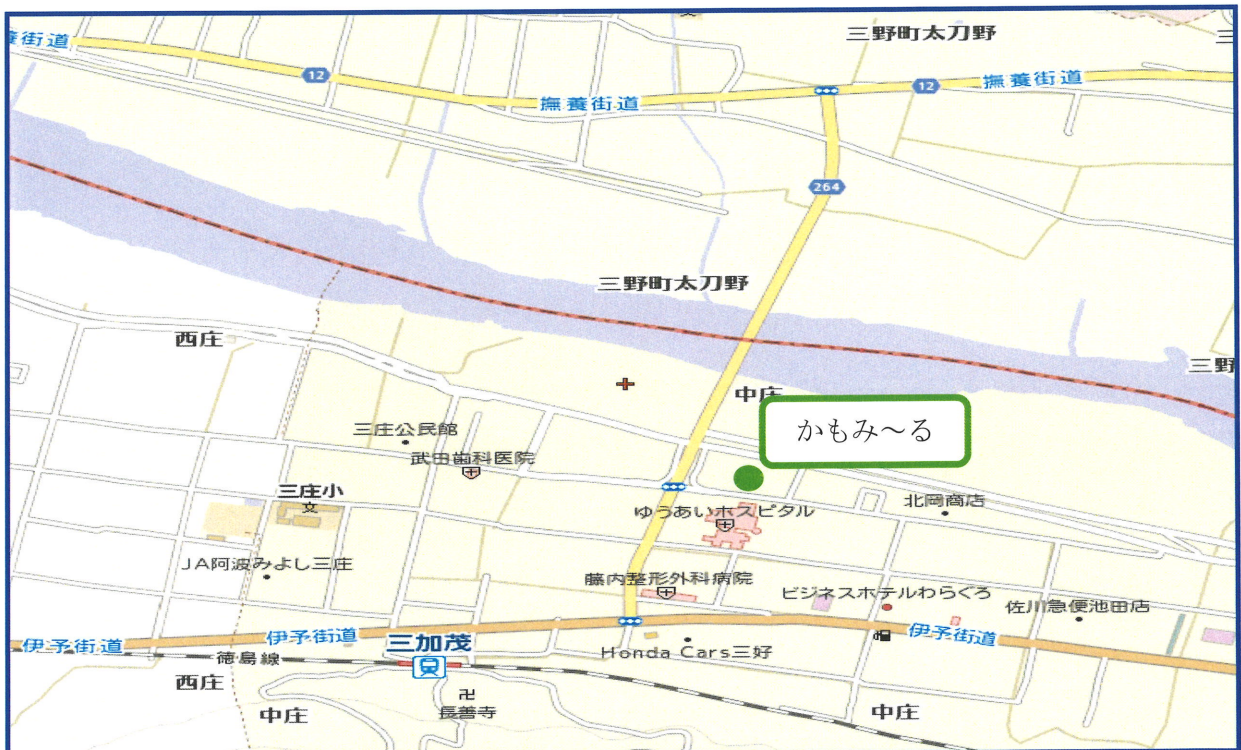 三野町太刀野
三
養街道
12
撫養街道
12
撫養街道
264
三野町太刀野
西庄
三野
中庄
かもみ～る
三庄公民館
武田歯科医院
三庄小
文
ゆうあいホスピタル
北岡商店
JA阿波みよし三庄
藤内整形外科病院
ビジネスホテルわらぐろ
佐川急便池田店
伊予街道
伊予街道
三加茂
伊予街道
徳島線
Honda Cars三好
西庄
卍
長善寺
中庄
中庄